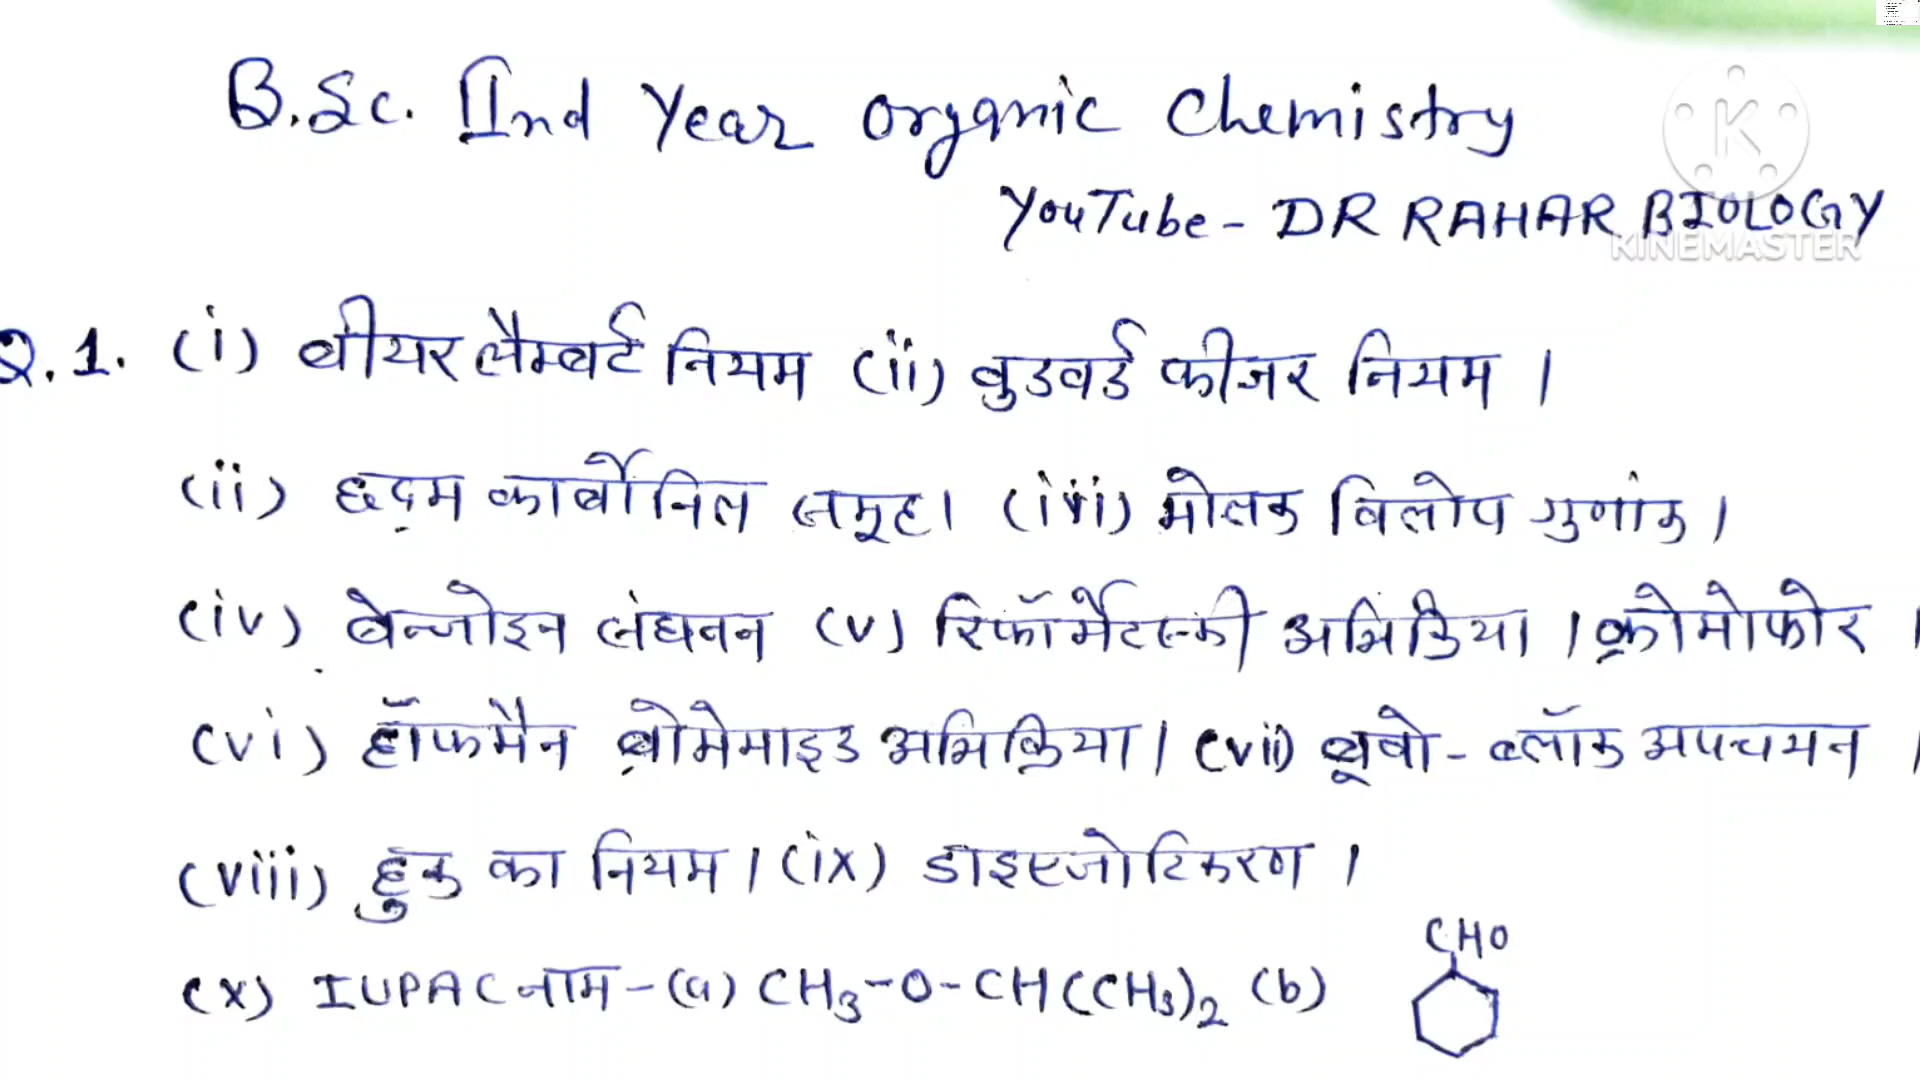 B.Sc. IInd Year Organic Chemistry
YouTube - DR RAHAR BIOLOGY
KINEMASTER
Q.1. (i) बीयर लैम्बर्ट नियम (ii) वुडवर्ड फीजर नियम ।
(ii) छद्म कार्बोनिल समूह। (iii) मोलक विलोप गुणांक ।
(iv) बेन्जोइन संघनन (v) रिफॉर्मेटस्की अभिक्रिया । क्रोमोफोर ।
(vi) हॉफमैन ब्रोमेमाइड अभिक्रिया । (vii) बूवो - ब्लॉक अपचयन ।
(viii) हुक का नियम । (ix) डाइएजोटिकरण ।
(x) IUPAC नाम - (a) CH₃-O-CH(CH₃)₂ (b)
CHO